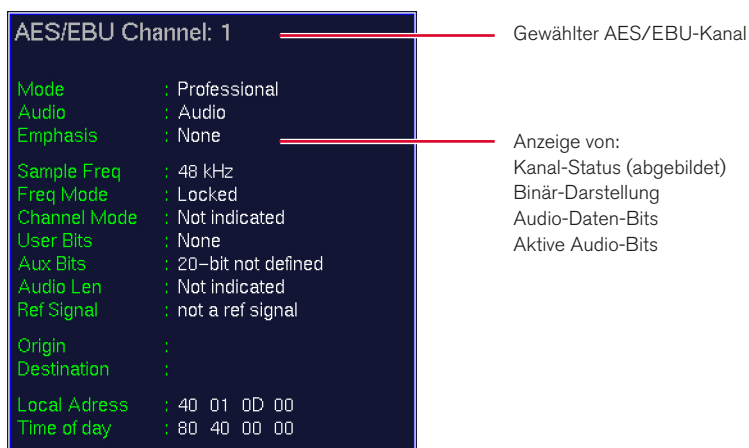 AES/EBU Channel: 1
Gewählter AES/EBU-Kanal
Mode : Professional
Audio : Audio
Emphasis : None
Sample Freq : 48 kHz
Freq Mode : Locked
Channel Mode : Not indicated
User Bits : None
Aux Bits : 20-bit not defined
Audio Len : Not indicated
Ref Signal : not a ref signal
Origin :
Destination :
Local Adress : 40 01 0D 00
Time of day : 80 40 00 00
Anzeige von:
Kanal-Status (abgebildet)
Binär-Darstellung
Audio-Daten-Bits
Aktive Audio-Bits